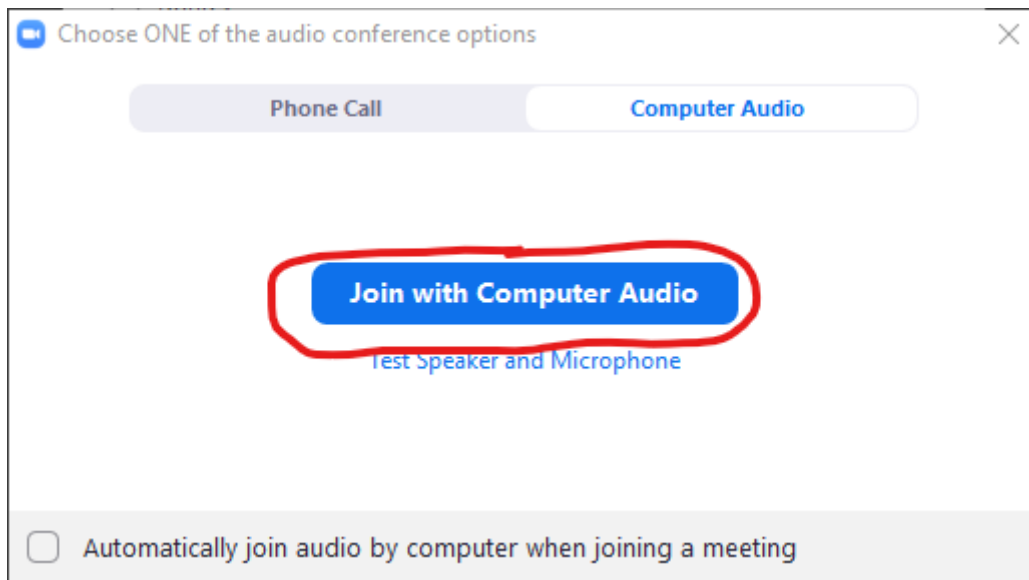 Choose ONE of the audio conference options
Phone Call
Computer Audio
Join with Computer Audio
Test Speaker and Microphone
Automatically join audio by computer when joining a meeting